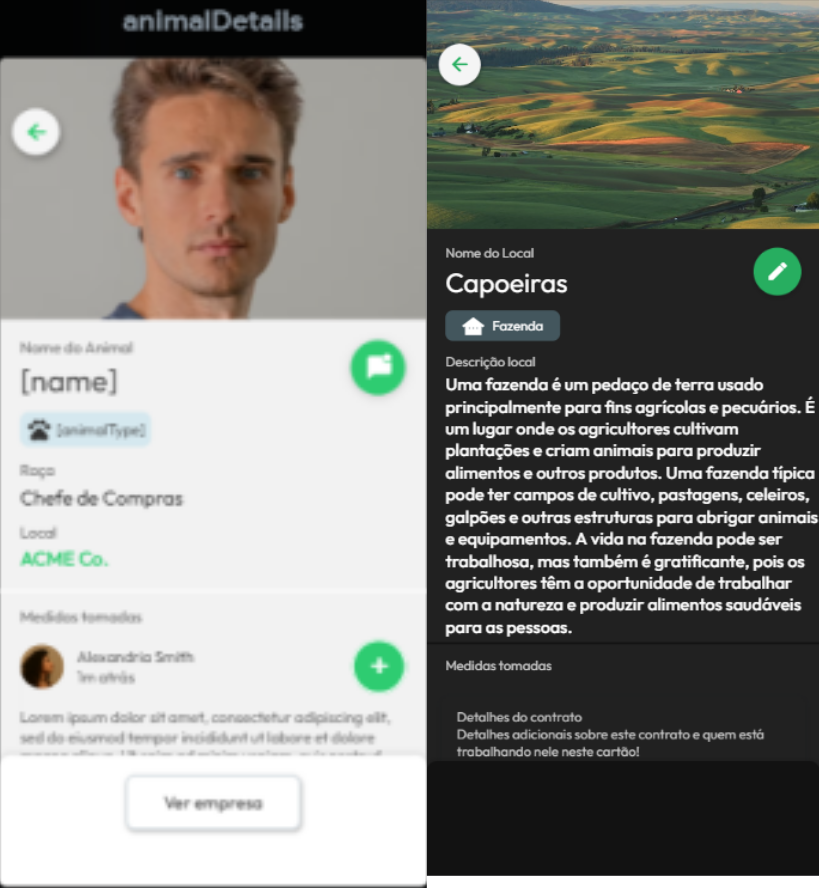 animalDetails
Nome do Animal
[name]
[animalType]
Raça
Chefe de Compras
Local
ACME Co.
Medidas tomadas
Alexandria Smith
1m atrás
Lorem ipsum dolor sit amet, consectetur adipiscing elit,
sed do eiusmod tempor incididunt ut labore et dolore
Ver empresa
Nome do Local
Capoeiras
Fazenda
Descrição local
Uma fazenda é um pedaço de terra usado
principalmente para fins agrícolas e pecuários. É
um lugar onde os agricultores cultivam
plantações e criam animais para produzir
alimentos e outros produtos. Uma fazenda típica
pode ter campos de cultivo, pastagens, celeiros,
galpões e outras estruturas para abrigar animais
e equipamentos. A vida na fazenda pode ser
trabalhosa, mas também é gratificante, pois os
agricultores têm a oportunidade de trabalhar
com a natureza e produzir alimentos saudáveis
para as pessoas.
Medidas tomadas
Detalhes do contrato
Detalhes adicionais sobre este contrato e quem está
trabalhando nele neste cartão!